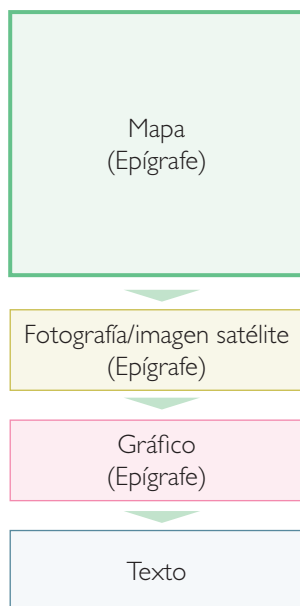 Mapa
(Epígrafe)
Fotografía/imagen satélite
(Epígrafe)
Gráfico
(Epígrafe)
Texto